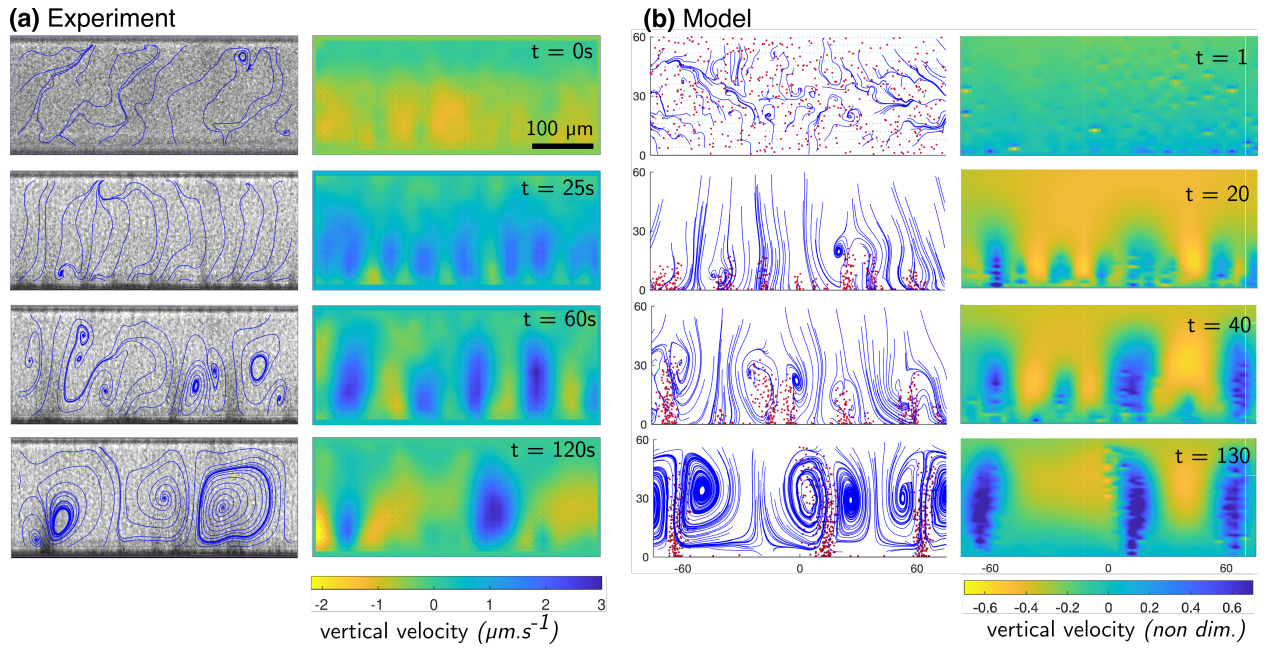 (a) Experiment
(b) Model
t = 0s
100 µm
60
30
0
t = 1
t = 25s
60
30
0
t = 20
t = 60s
60
30
0
t = 40
t = 120s
60
30
0
-60
0
60
t = 130
-60
0
60
-2 -1 0 1 2 3
vertical velocity (µm.s-1)
-0.6 -0.4 -0.2 0 0.2 0.4 0.6
vertical velocity (non dim.)